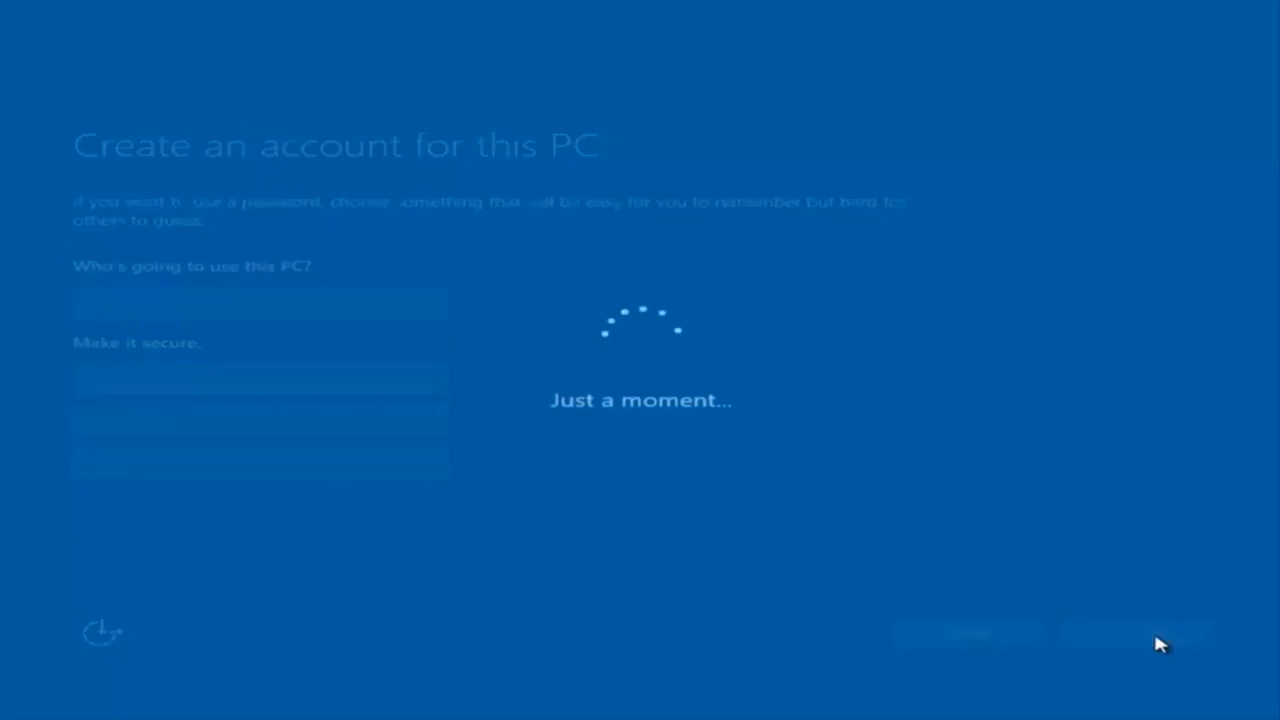 Create an account for this PC
If you want to use a password, choose something that will be easy for you to remember but hard for
others to guess.
Who's going to use this PC?
Make it secure.
Just a moment...